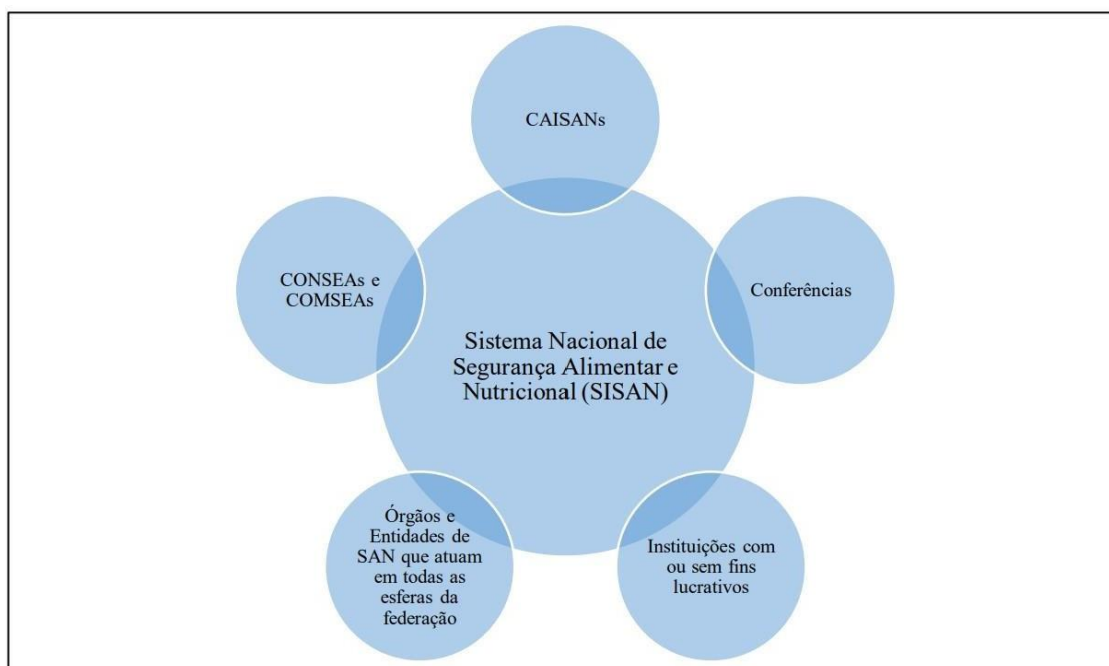 CAISANs
CONSEAs e
COMSEAs
Conferências
Sistema Nacional de
Segurança Alimentar e
Nutricional (SISAN)
Órgãos e
Entidades de
SAN que atuam
em todas as
esferas da
federação
Instituições com
ou sem fins
lucrativos